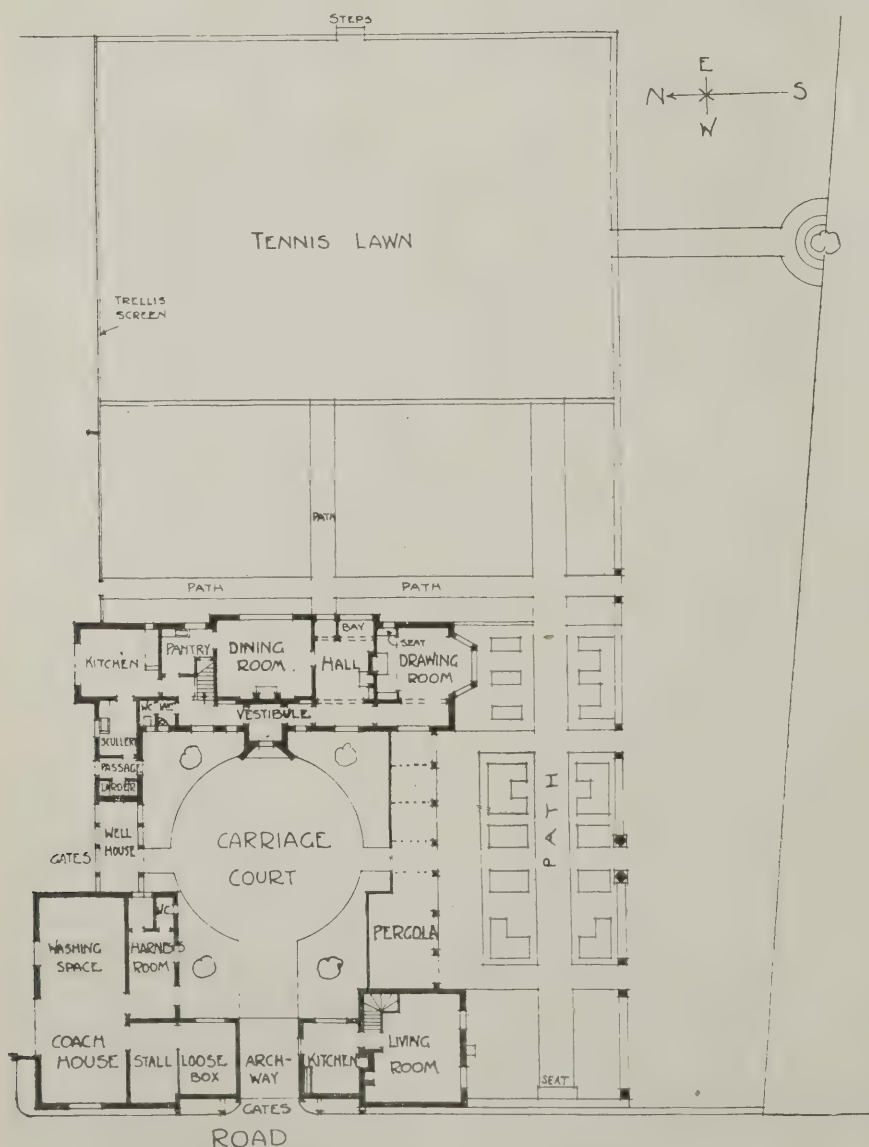 STEPS
E
N
S
W
TENNIS LAWN
TRELLIS
SCREEN
PATH
PATH
PATH
BAY
PANTRY
DINING
ROOM
SEAT
KITCHEN
HALL
DRAWING
ROOM
WC
WC
VESTIBULE
SCULLERY
PASSAGE
LARDER
PATH
WELL
HOUSE
CARRIAGE
COURT
GATES
WC
PERGOLA
WASHING
SPACE
HARNESS
ROOM
COACH
HOUSE
STALL
LOOSE
BOX
ARCH-
WAY
KITCHEN
LIVING
ROOM
SEAT
GATES
ROAD